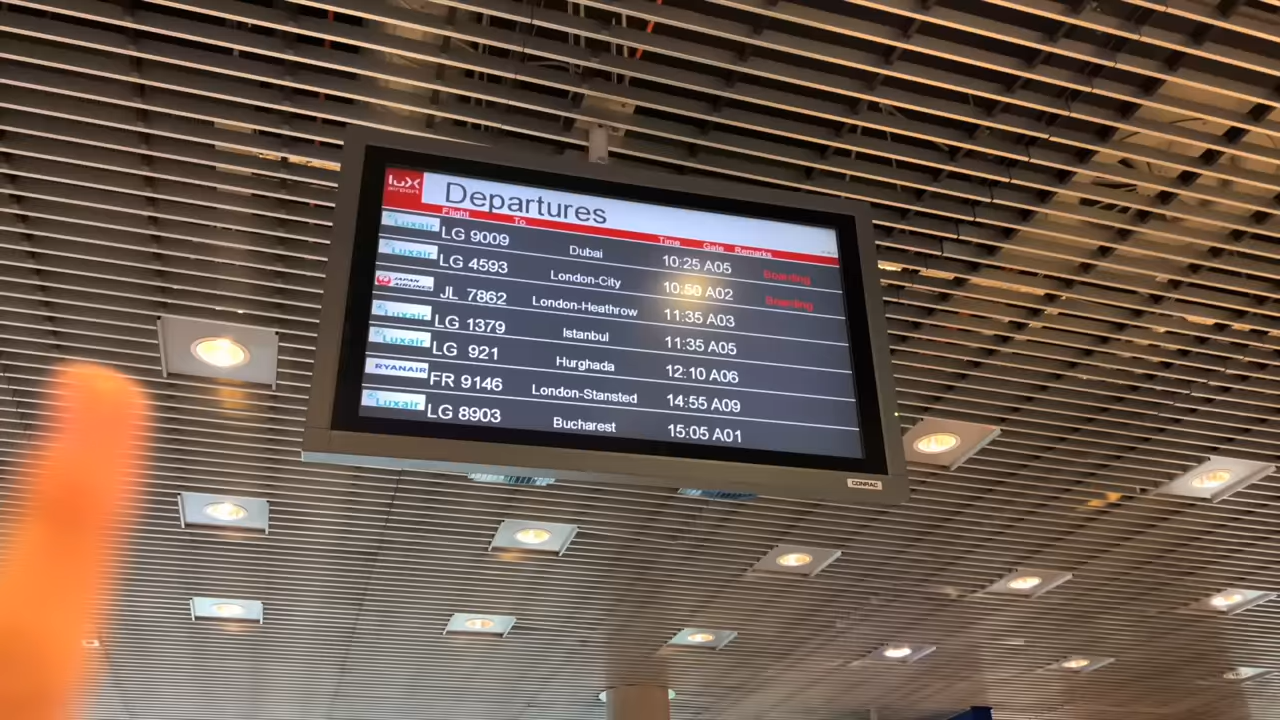 lux airport Departures
Flight To Time Gate Remarks
Luxair LG 9009 Dubai 10:25 A05 Boarding
Luxair LG 4593 London-City 10:50 A02 Boarding
JAPAN AIRLINES JL 7862 London-Heathrow 11:35 A03
Luxair LG 1379 Istanbul 11:35 A05
Luxair LG 921 Hurghada 12:10 A06
RYANAIR FR 9146 London-Stansted 14:55 A09
Luxair LG 8903 Bucharest 15:05 A01
CONRAC